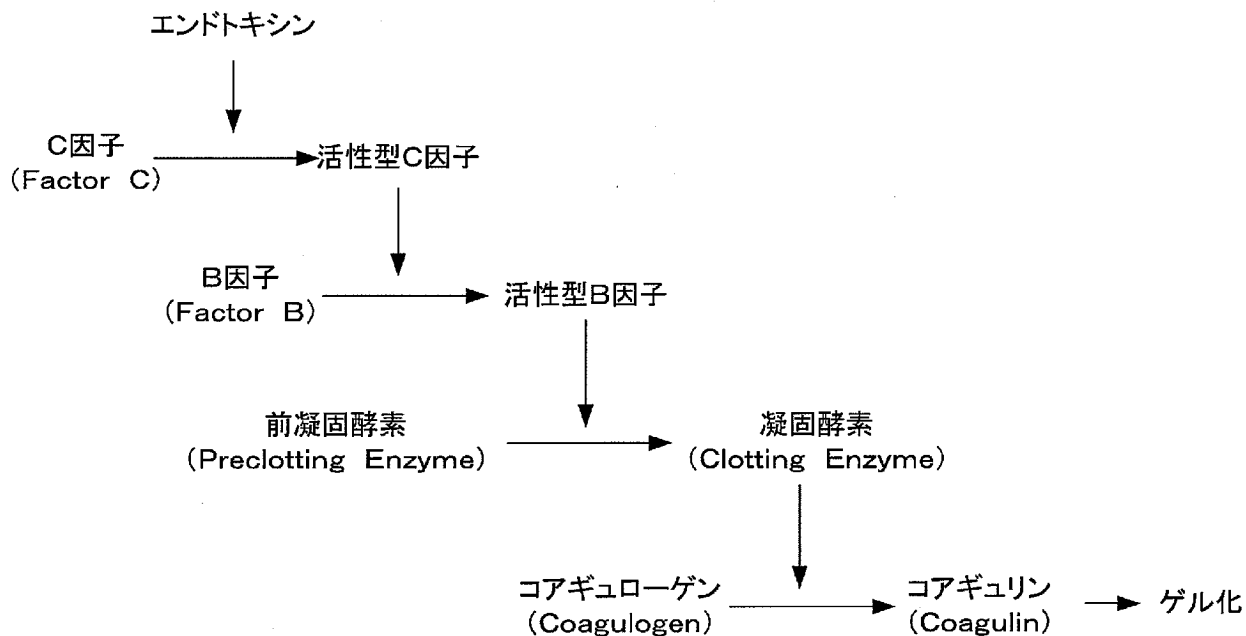 エンドトキシン
C因子
(Factor C)
活性型C因子
B因子
(Factor B)
活性型B因子
前凝固酵素
(Preclotting Enzyme)
凝固酵素
(Clotting Enzyme)
コアギュローゲン
(Coagulogen)
コアギュリン
(Coagulin)
ゲル化